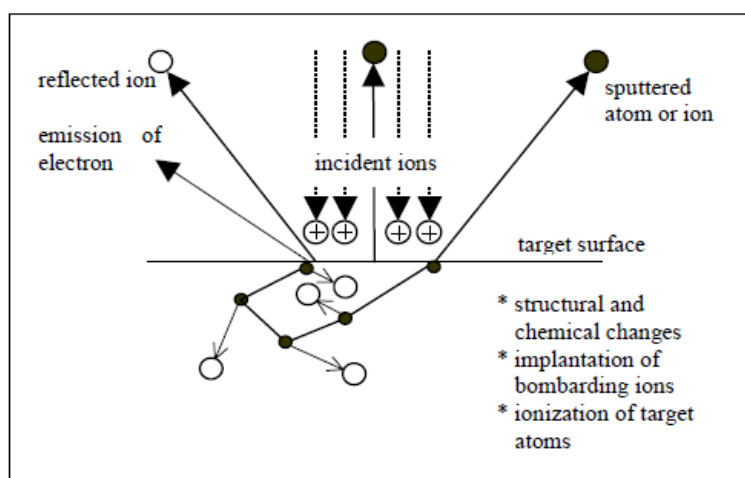 reflected ion
emission of
electron
incident ions
+ + + +
sputtered
atom or ion
target surface
* structural and
chemical changes
* implantation of
bombarding ions
* ionization of target
atoms